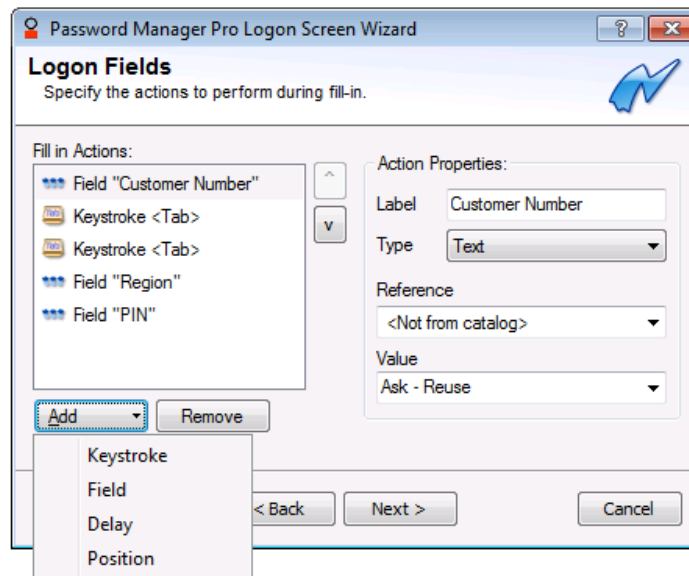 Password Manager Pro Logon Screen Wizard
Logon Fields
Specify the actions to perform during fill-in.
Fill in Actions:
Field "Customer Number"
Keystroke <Tab>
Keystroke <Tab>
Field "Region"
Field "PIN"
^
v
Add
Remove
Keystroke
Field
Delay
Position
Action Properties:
Label Customer Number
Type Text
Reference
<Not from catalog>
Value
Ask - Reuse
< Back
Next >
Cancel